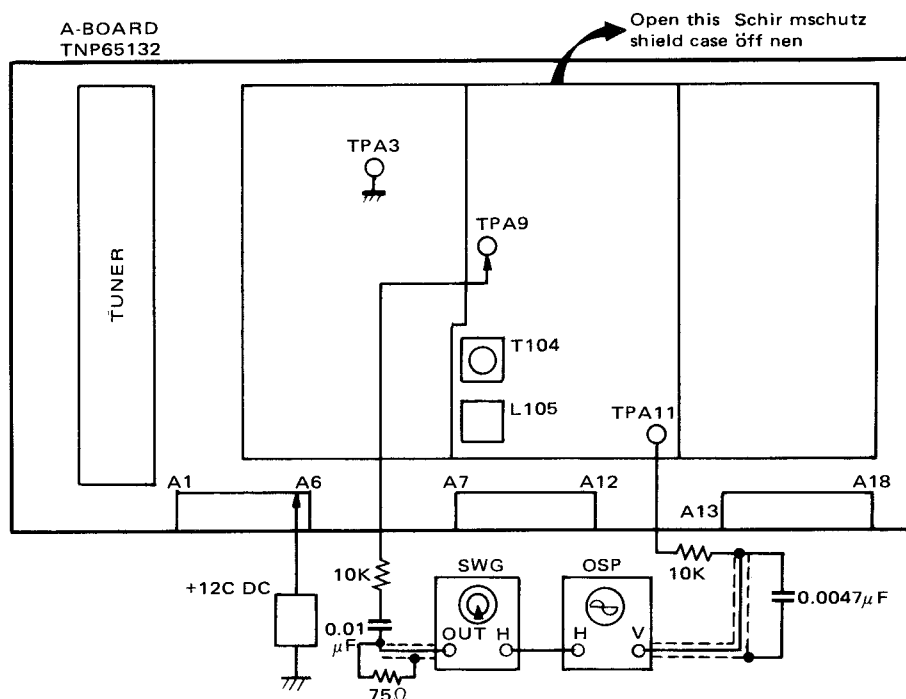 A-BOARD
TNP65132
Open this Schir mschutz
shield case öff nen
TUNER
TPA3
TPA9
T104
L105
TPA11
A1
A6
A7
A12
A13
A18
+12C DC
10K
0.01
μF
75Ω
SWG
OUT
H
OSP
H
V
10K
0.0047μF